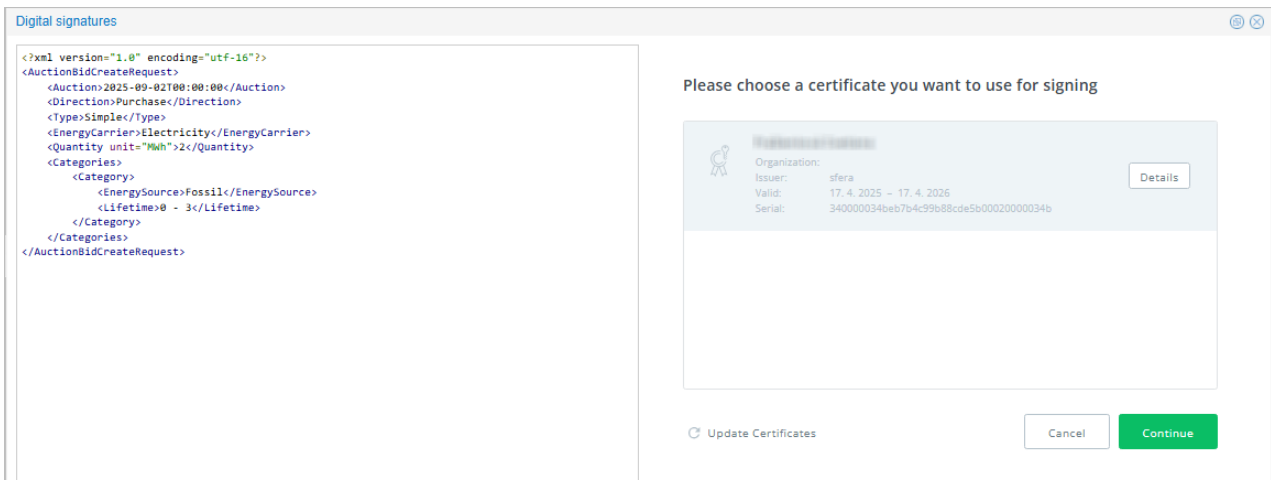 Digital signatures
<?xml version="1.0" encoding="utf-16"?>
<AuctionBidCreateRequest>
<Auction>2025-09-02T00:00:00</Auction>
<Direction>Purchase</Direction>
<Type>Simple</Type>
<EnergyCarrier>Electricity</EnergyCarrier>
<Quantity unit="MWh">2</Quantity>
<Categories>
<Category>
<EnergySource>Fossil</EnergySource>
<Lifetime>0 - 3</Lifetime>
</Category>
</Categories>
</AuctionBidCreateRequest>
Please choose a certificate you want to use for signing
Organization:
Issuer: sfera
Valid: 17. 4. 2025 – 17. 4. 2026
Serial: 340000034beb7b4c99b88cde5b00020000034b
Details
Update Certificates
Cancel
Continue